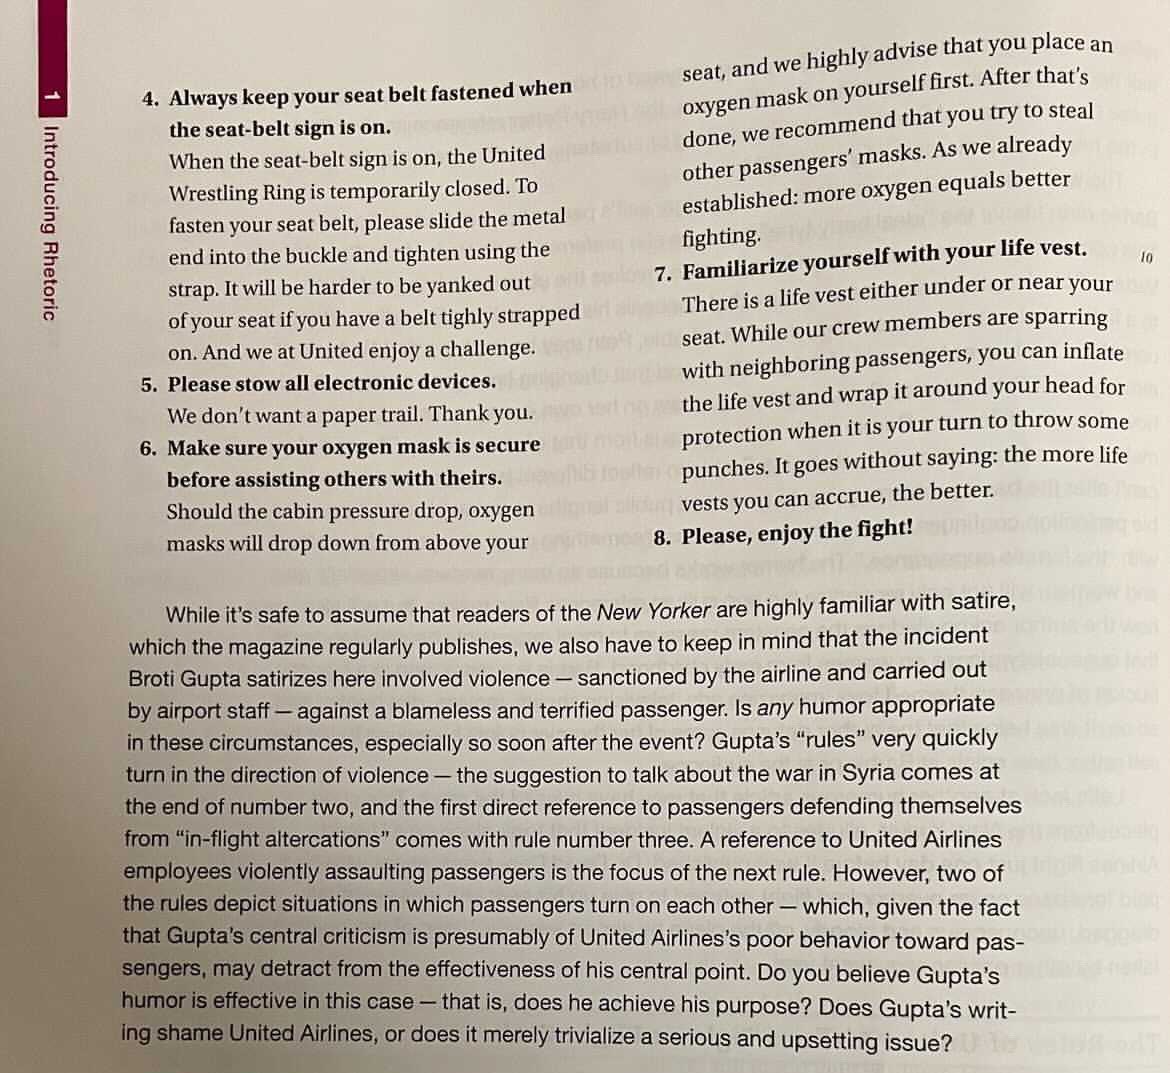 1 Introducing Rhetoric
4. Always keep your seat belt fastened when
the seat-belt sign is on.
When the seat-belt sign is on, the United
Wrestling Ring is temporarily closed. To
fasten your seat belt, please slide the metal
end into the buckle and tighten using the
strap. It will be harder to be yanked out
of your seat if you have a belt tighly strapped
on. And we at United enjoy a challenge.
5. Please stow all electronic devices.
We don't want a paper trail. Thank you.
6. Make sure your oxygen mask is secure
before assisting others with theirs.
Should the cabin pressure drop, oxygen
masks will drop down from above your
seat, and we highly advise that you place an
oxygen mask on yourself first. After that's
done, we recommend that you try to steal
other passengers' masks. As we already
established: more oxygen equals better
fighting.
7. Familiarize yourself with your life vest.
10
There is a life vest either under or near your
seat. While our crew members are sparring
with neighboring passengers, you can inflate
the life vest and wrap it around your head for
protection when it is your turn to throw some
punches. It goes without saying: the more life
vests you can accrue, the better.
8. Please, enjoy the fight!
While it's safe to assume that readers of the New Yorker are highly familiar with satire,
which the magazine regularly publishes, we also have to keep in mind that the incident
Broti Gupta satirizes here involved violence — sanctioned by the airline and carried out
by airport staff — against a blameless and terrified passenger. Is any humor appropriate
in these circumstances, especially so soon after the event? Gupta's “rules” very quickly
turn in the direction of violence — the suggestion to talk about the war in Syria comes at
the end of number two, and the first direct reference to passengers defending themselves
from “in-flight altercations” comes with rule number three. A reference to United Airlines
employees violently assaulting passengers is the focus of the next rule. However, two of
the rules depict situations in which passengers turn on each other — which, given the fact
that Gupta's central criticism is presumably of United Airlines's poor behavior toward pas-
sengers, may detract from the effectiveness of his central point. Do you believe Gupta's
humor is effective in this case — that is, does he achieve his purpose? Does Gupta's writ-
ing shame United Airlines, or does it merely trivialize a serious and upsetting issue?